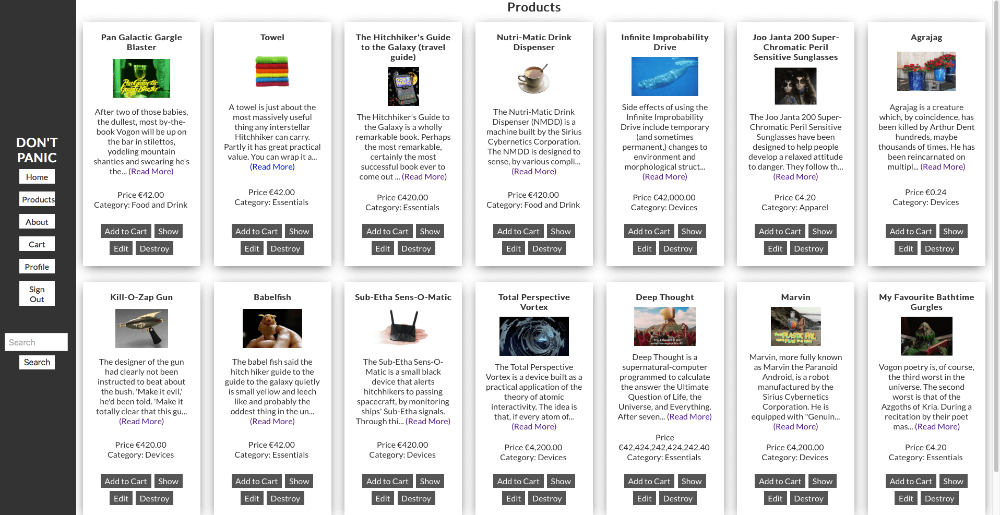 DON'T
PANIC
Home
Products
About
Cart
Profile
Sign
Out
Search
Search
Products
Pan Galactic Gargle
Blaster
Pan Galactic
Gargle Blaster
After two of those babies,
the dullest, most by-the-
book Vogon will be up on
the bar in stilettos,
yodeling mountain
shanties and swearing he's
the... (Read More)
Price €42.00
Category: Food and Drink
Add to Cart Show
Edit Destroy
Towel
A towel is just about the
most massively useful
thing any interstellar
Hitchhiker can carry.
Partly it has great practical
value. You can wrap it a...
(Read More)
Price €42.00
Category: Essentials
Add to Cart Show
Edit Destroy
The Hitchhiker's Guide
to the Galaxy (travel
guide)
DON'T
PANIC!
The Hitchhiker's Guide to
the Galaxy is a wholly
remarkable book. Perhaps
the most remarkable,
certainly the most
successful book ever to
come out ... (Read More)
Price €420.00
Category: Essentials
Add to Cart Show
Edit Destroy
Nutri-Matic Drink
Dispenser
The Nutri-Matic Drink
Dispenser (NMDD) is a
machine built by the Sirius
Cybernetics Corporation.
The NMDD is designed to
sense, by various compli...
(Read More)
Price €420.00
Category: Food and Drink
Add to Cart Show
Edit Destroy
Infinite Improbability
Drive
Side effects of using the
Infinite Improbability
Drive include temporary
(and sometimes
permanent,) changes to
environment and
morphological struct...
(Read More)
Price €42,000.00
Category: Devices
Add to Cart Show
Edit Destroy
Joo Janta 200 Super-
Chromatic Peril
Sensitive Sunglasses
The Joo Janta 200 Super-
Chromatic Peril Sensitive
Sunglasses have been
designed to help people
develop a relaxed attitude
to danger. They follow th...
(Read More)
Price €4.20
Category: Apparel
Add to Cart Show
Edit Destroy
Agrajag
Agrajag is a creature
which, by coincidence, has
been killed by Arthur Dent
hundreds, maybe
thousands of times. He has
been reincarnated on
multipl... (Read More)
Price €0.24
Category: Devices
Add to Cart Show
Edit Destroy
Kill-O-Zap Gun
The designer of the gun
had clearly not been
instructed to beat about
the bush. 'Make it evil,'
he'd been told. 'Make it
totally clear that this gu...
(Read More)
Price €420.00
Category: Devices
Add to Cart Show
Edit Destroy
Babelfish
The babel fish said the
hitch hiker guide to the
guide to the galaxy quietly
is small yellow and leech
like and probably the
oddest thing in the un...
(Read More)
Price €42.00
Category: Essentials
Add to Cart Show
Edit Destroy
Sub-Etha Sens-O-Matic
The Sub-Etha Sens-O-
Matic is a small black
device that alerts
hitchhikers to passing
spacecraft, by monitoring
ships' Sub-Etha signals.
Through thi... (Read More)
Price €420.00
Category: Devices
Add to Cart Show
Edit Destroy
Total Perspective
Vortex
The Total Perspective
Vortex is a device built as a
practical application of the
theory of atomic
interactivity. The idea is
that, if every atom of...
(Read More)
Price €4,200.00
Category: Devices
Add to Cart Show
Edit Destroy
Deep Thought
Yes, I thought it over
quite thoroughly. It's 42.
Deep Thought is a
supernatural-computer
programmed to calculate
the answer the Ultimate
Question of Life, the
Universe, and Everything.
After seven... (Read More)
Price
€42,424,242,424,242.40
Category: Essentials
Add to Cart Show
Edit Destroy
Marvin
PLASTIC PAL
Marvin, more fully known
as Marvin the Paranoid
Android, is a robot
manufactured by the
Sirius Cybernetics
Corporation. He is
equipped with "Genuin...
(Read More)
Price €4,200.00
Category: Devices
Add to Cart Show
Edit Destroy
My Favourite Bathtime
Gurgles
Vogon poetry is, of course,
the third worst in the
universe. The second
worst is that of the
Azgoths of Kria. During a
recitation by their poet
mas... (Read More)
Price €4.20
Category: Essentials
Add to Cart Show
Edit Destroy